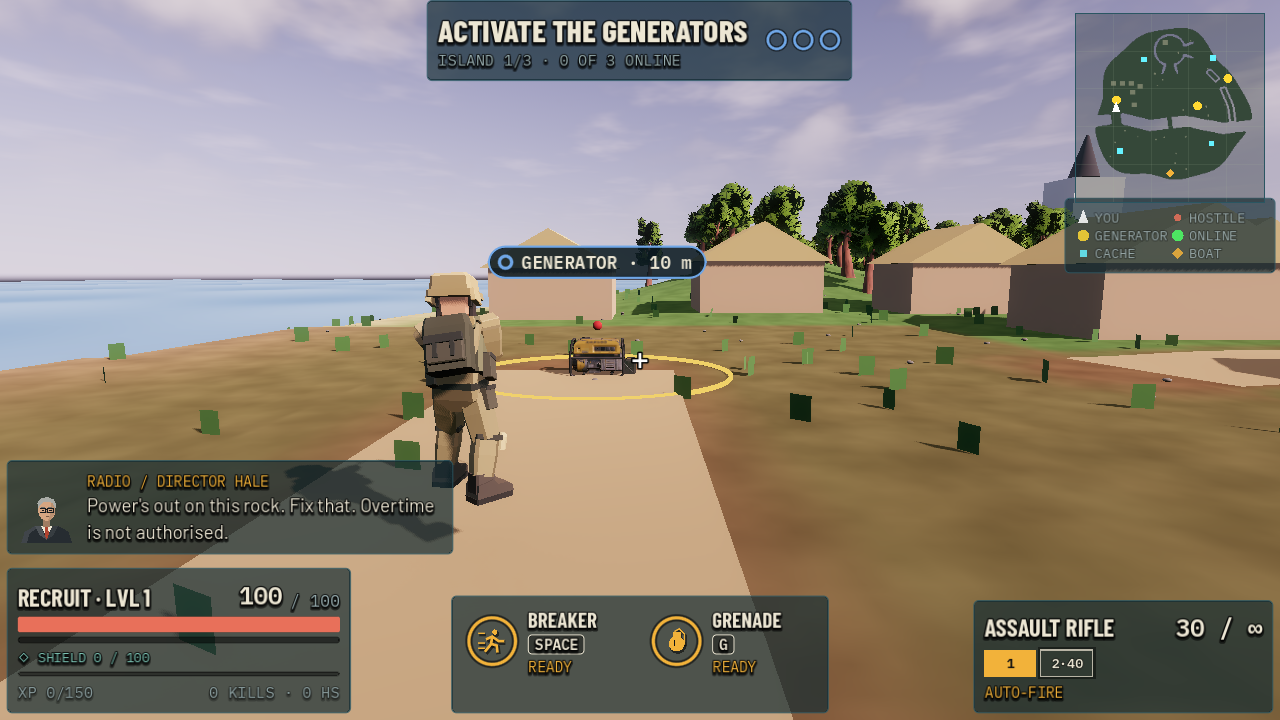 ACTIVATE THE GENERATORS
ISLAND 1/3 · 0 OF 3 ONLINE
YOU
HOSTILE
GENERATOR
ONLINE
CACHE
BOAT
GENERATOR · 10 m
RADIO / DIRECTOR HALE
Power's out on this rock. Fix that. Overtime
is not authorised.
RECRUIT · LVL 1
100 / 100
SHIELD 0 / 100
XP 0/150
0 KILLS · 0 HS
BREAKER
SPACE
READY
GRENADE
G
READY
ASSAULT RIFLE
30 / ∞
1
2·40
AUTO-FIRE